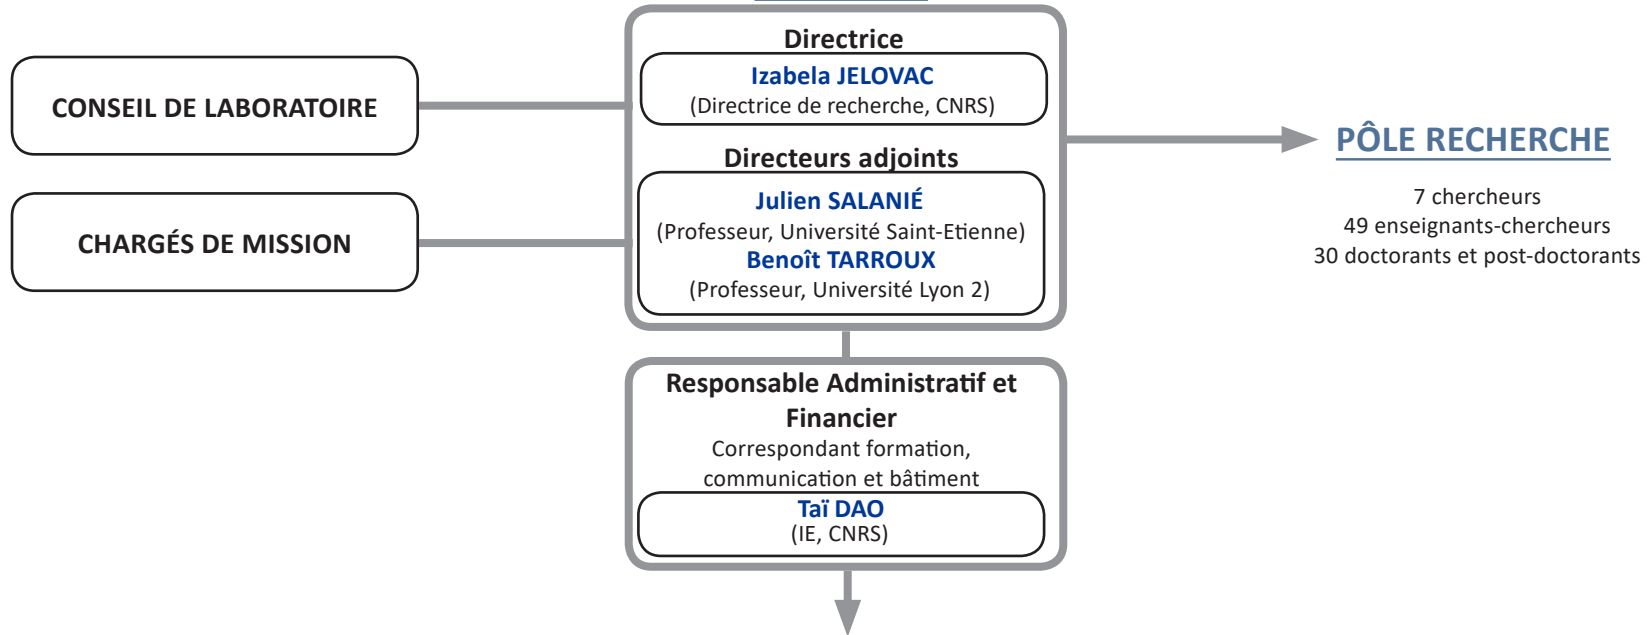 CONSEIL DE LABORATOIRE
CHARGÉS DE MISSION
Directrice
Izabela JELOVAC
(Directrice de recherche, CNRS)
Directeurs adjoints
Julien SALANIÉ
(Professeur, Université Saint-Etienne)
Benoît TARROUX
(Professeur, Université Lyon 2)
Responsable Administratif et
Financier
Correspondant formation,
communication et bâtiment
Taï DAO
(IE, CNRS)
PÔLE RECHERCHE
7 chercheurs
49 enseignants-chercheurs
30 doctorants et post-doctorants